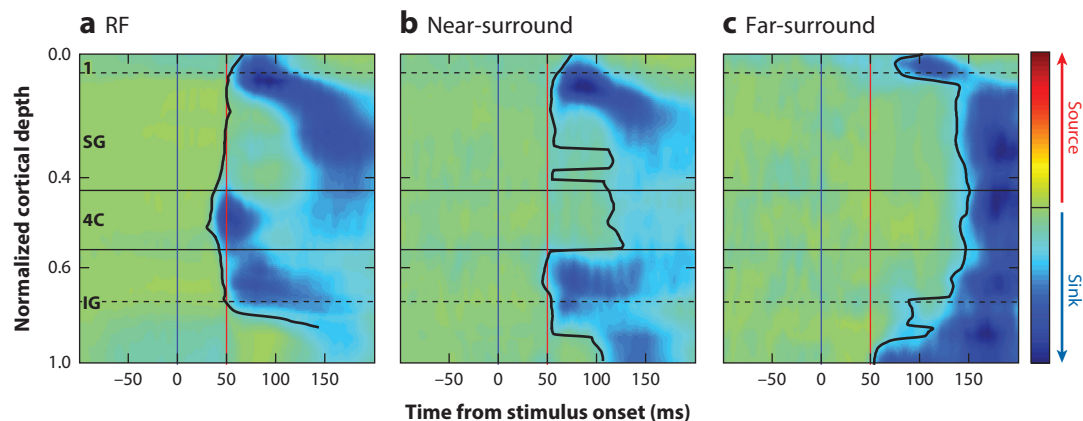 a RF
b Near-surround
c Far-surround
Normalized cortical depth
0.0
0.4
0.6
1.0
1
SG
4C
IG
−50 0 50 100 150
−50 0 50 100 150
−50 0 50 100 150
Time from stimulus onset (ms)
Source
Sink